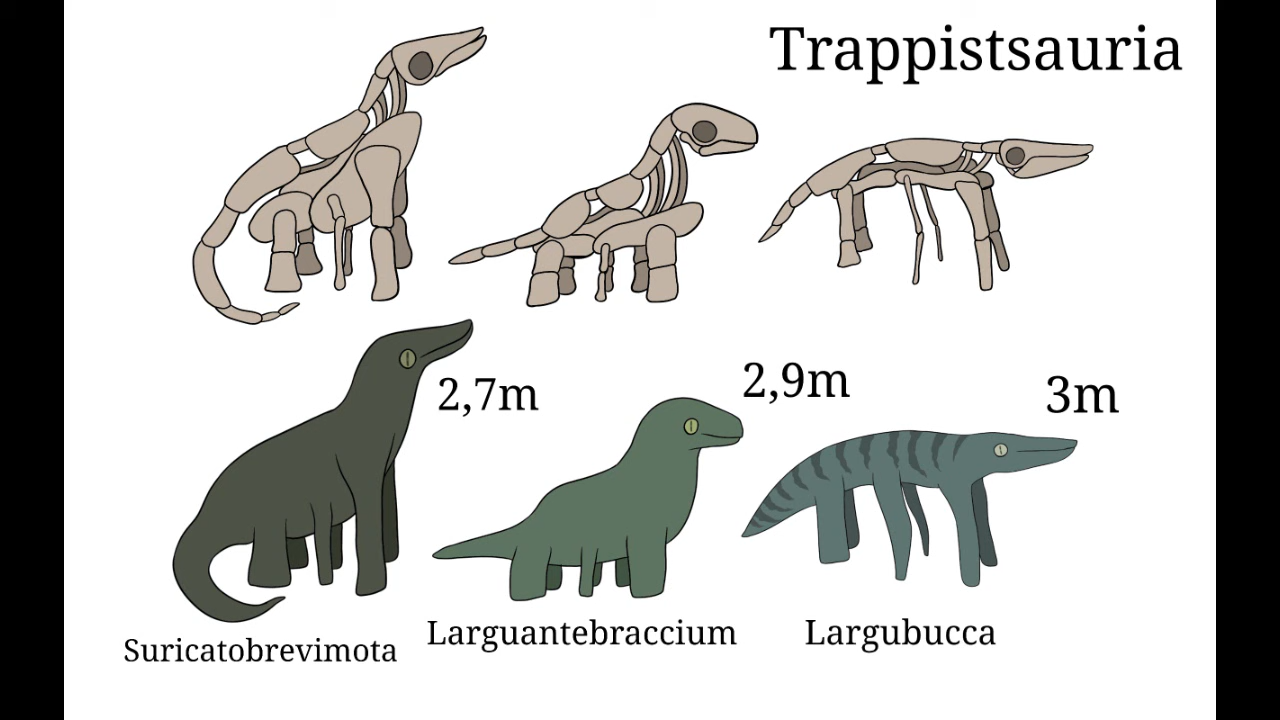 Trappistsauria
2,7m
2,9m
3m
Suricatobrevimota
Larguantebraccium
Largubucca